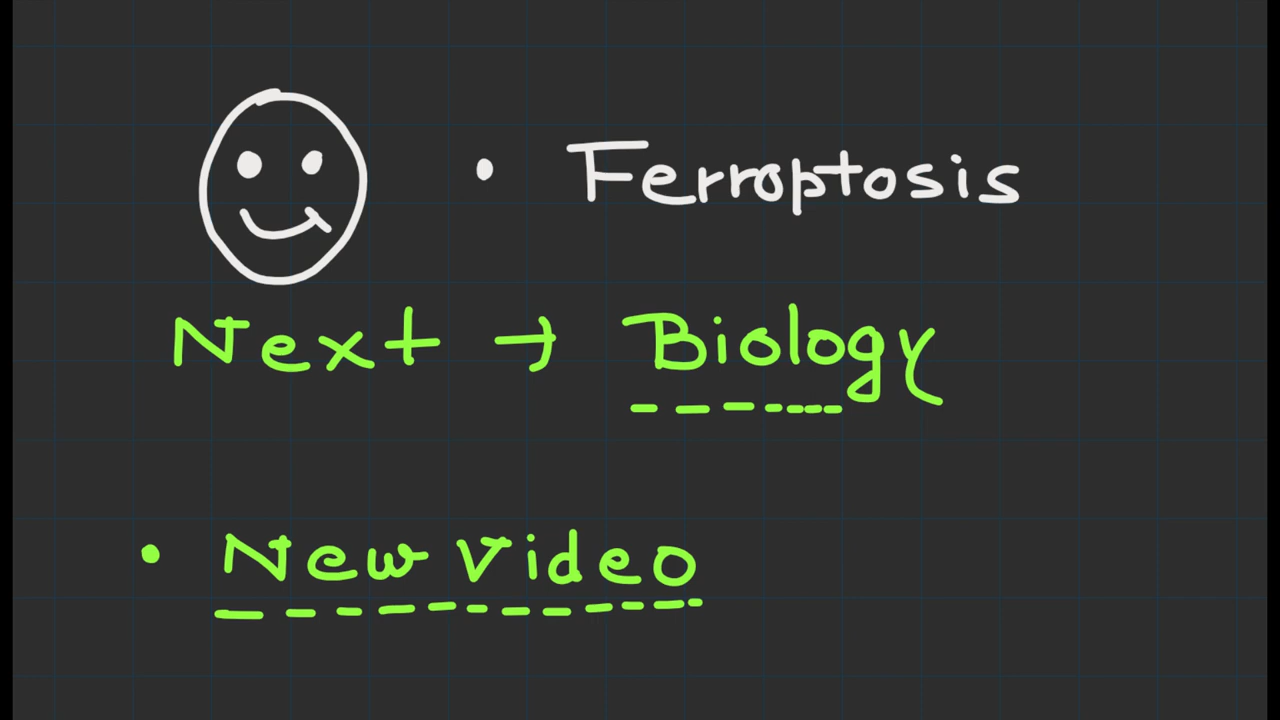 • Ferroptosis
Next → Biology
• New Video